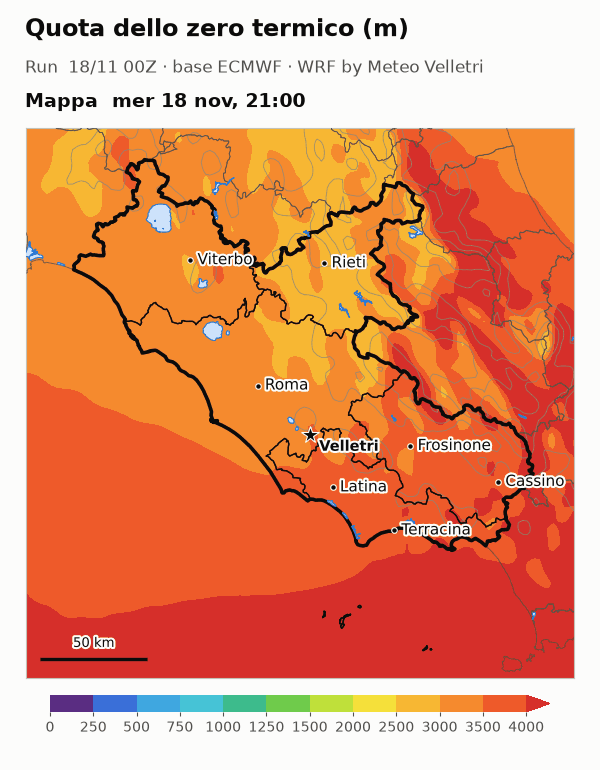 Quota dello zero termico (m)
Run  18/11 00Z · base ECMWF · WRF by Meteo Velletri
Mappa  mer 18 nov, 21:00
Viterbo
Rieti
Roma
Velletri
Frosinone
Cassino
Latina
Terracina
50 km
0 250 500 750 1000 1250 1500 2000 2500 3000 3500 4000